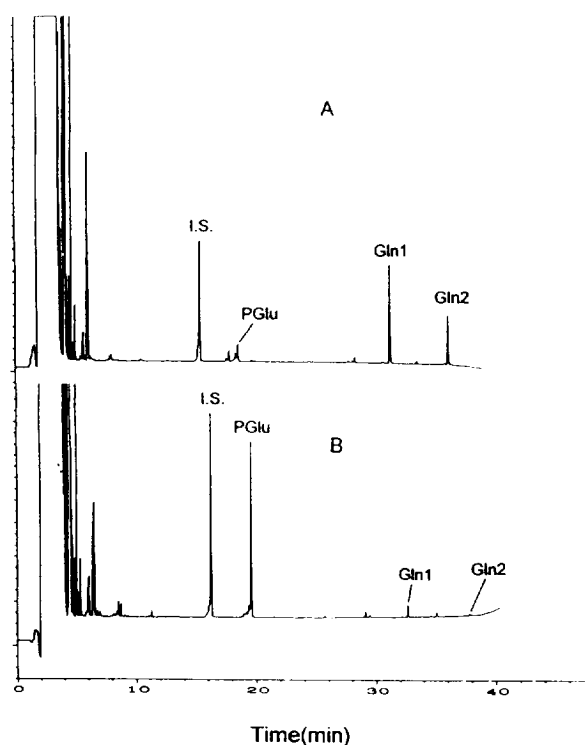 A
I.S.
Gln1
Gln2
PGlu
I.S.
PGlu
B
Gln1
Gln2
0 10 20 30 40
Time(min)